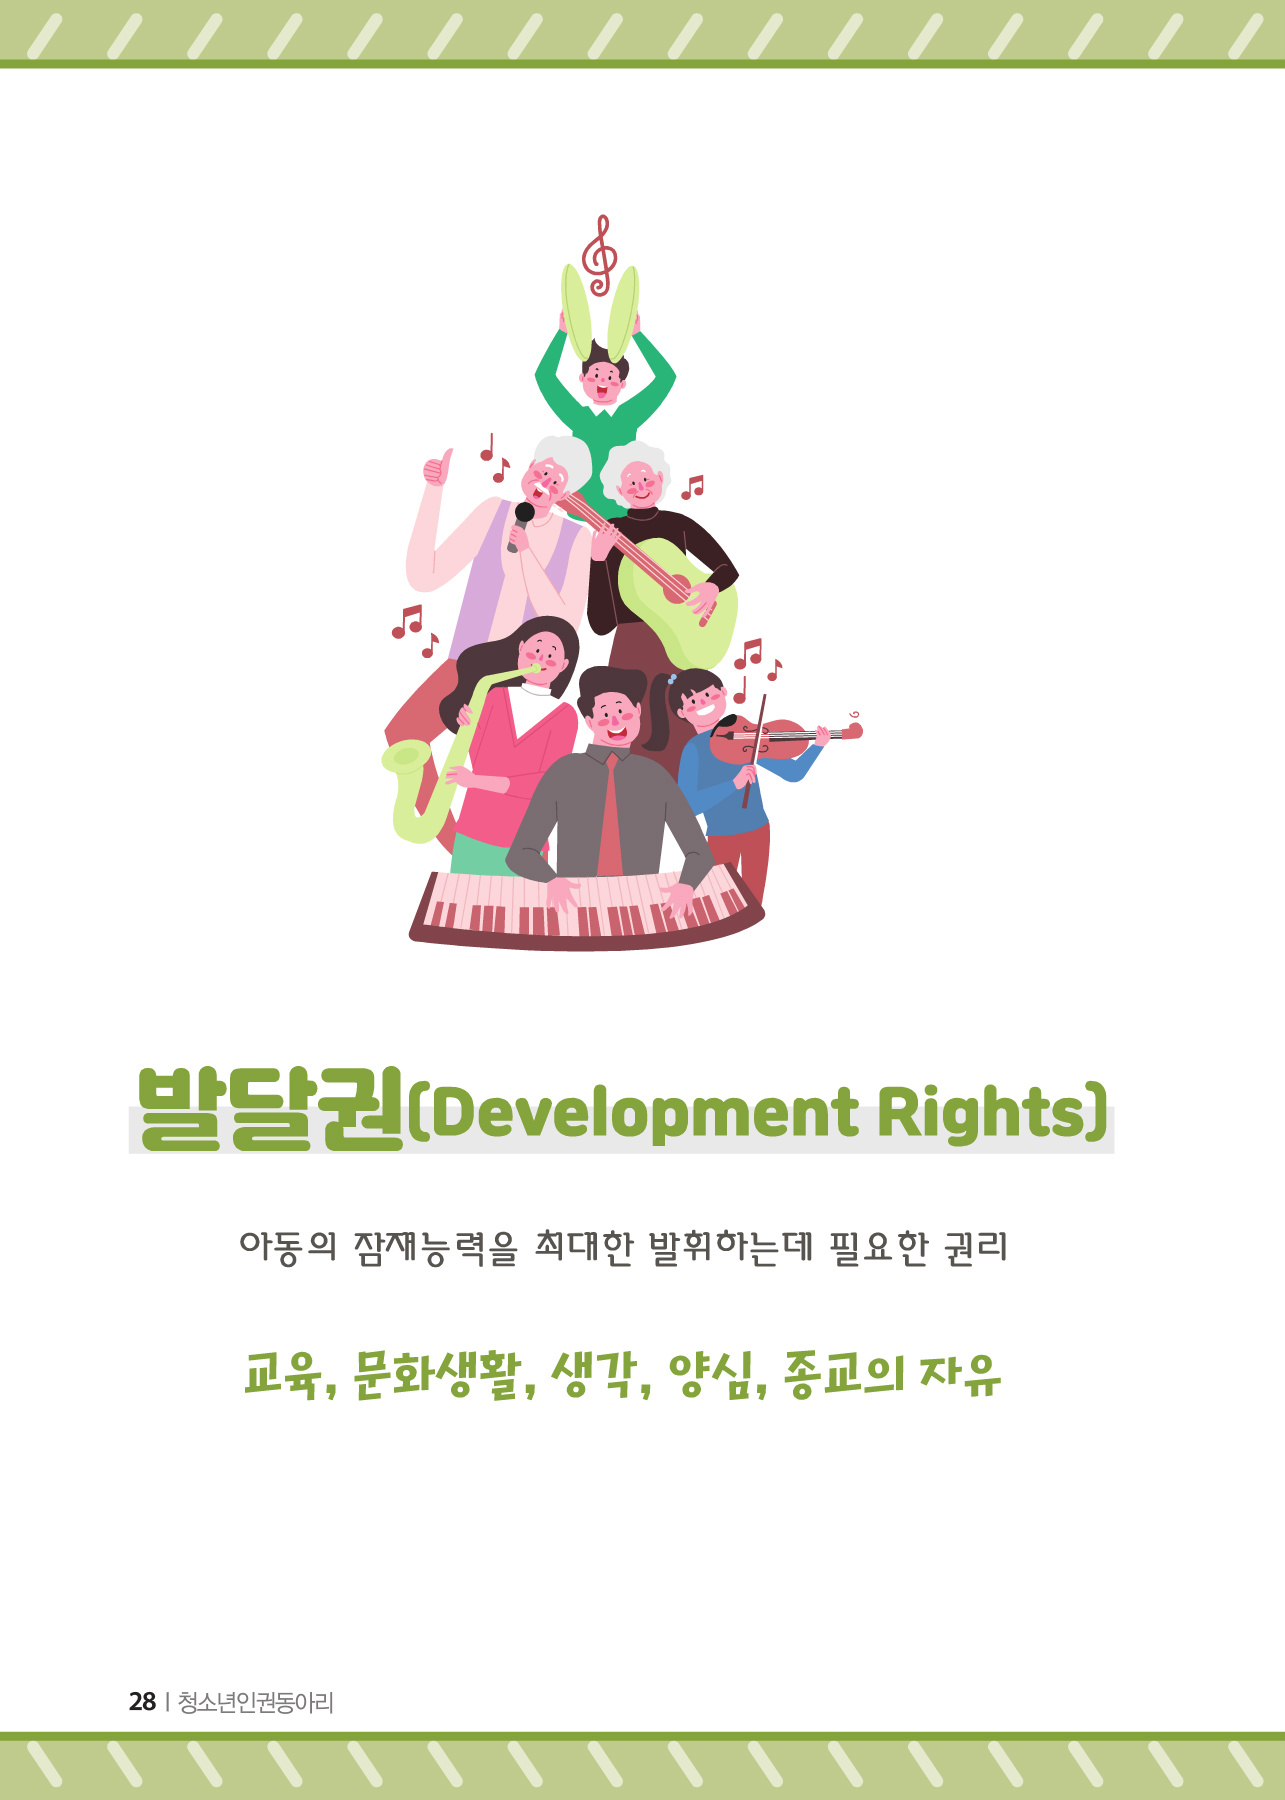 발달권(Development Rights)
아동의 잠재능력을 최대한 발휘하는데 필요한 권리
교육, 문화생활, 생각, 양심, 종교의 자유
28 | 청소년인권동아리